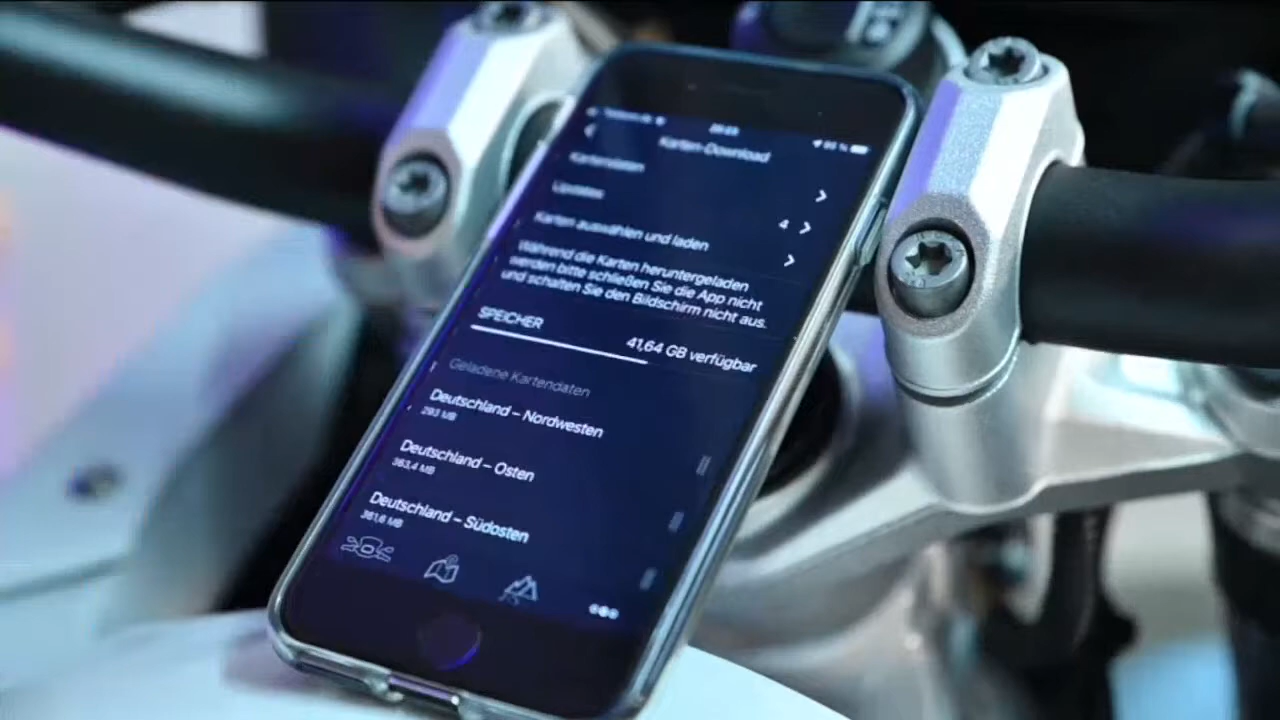 Karten-Download
Kartendaten
Updates
4
Karten auswählen und laden
Während die Karten heruntergeladen
werden bitte schließen Sie die App nicht
und schalten Sie den Bildschirm nicht aus.
SPEICHER
41,64 GB verfügbar
Geladene Kartendaten
Deutschland – Nordwesten
293 MB
Deutschland – Osten
363,4 MB
Deutschland – Südosten
361,6 MB